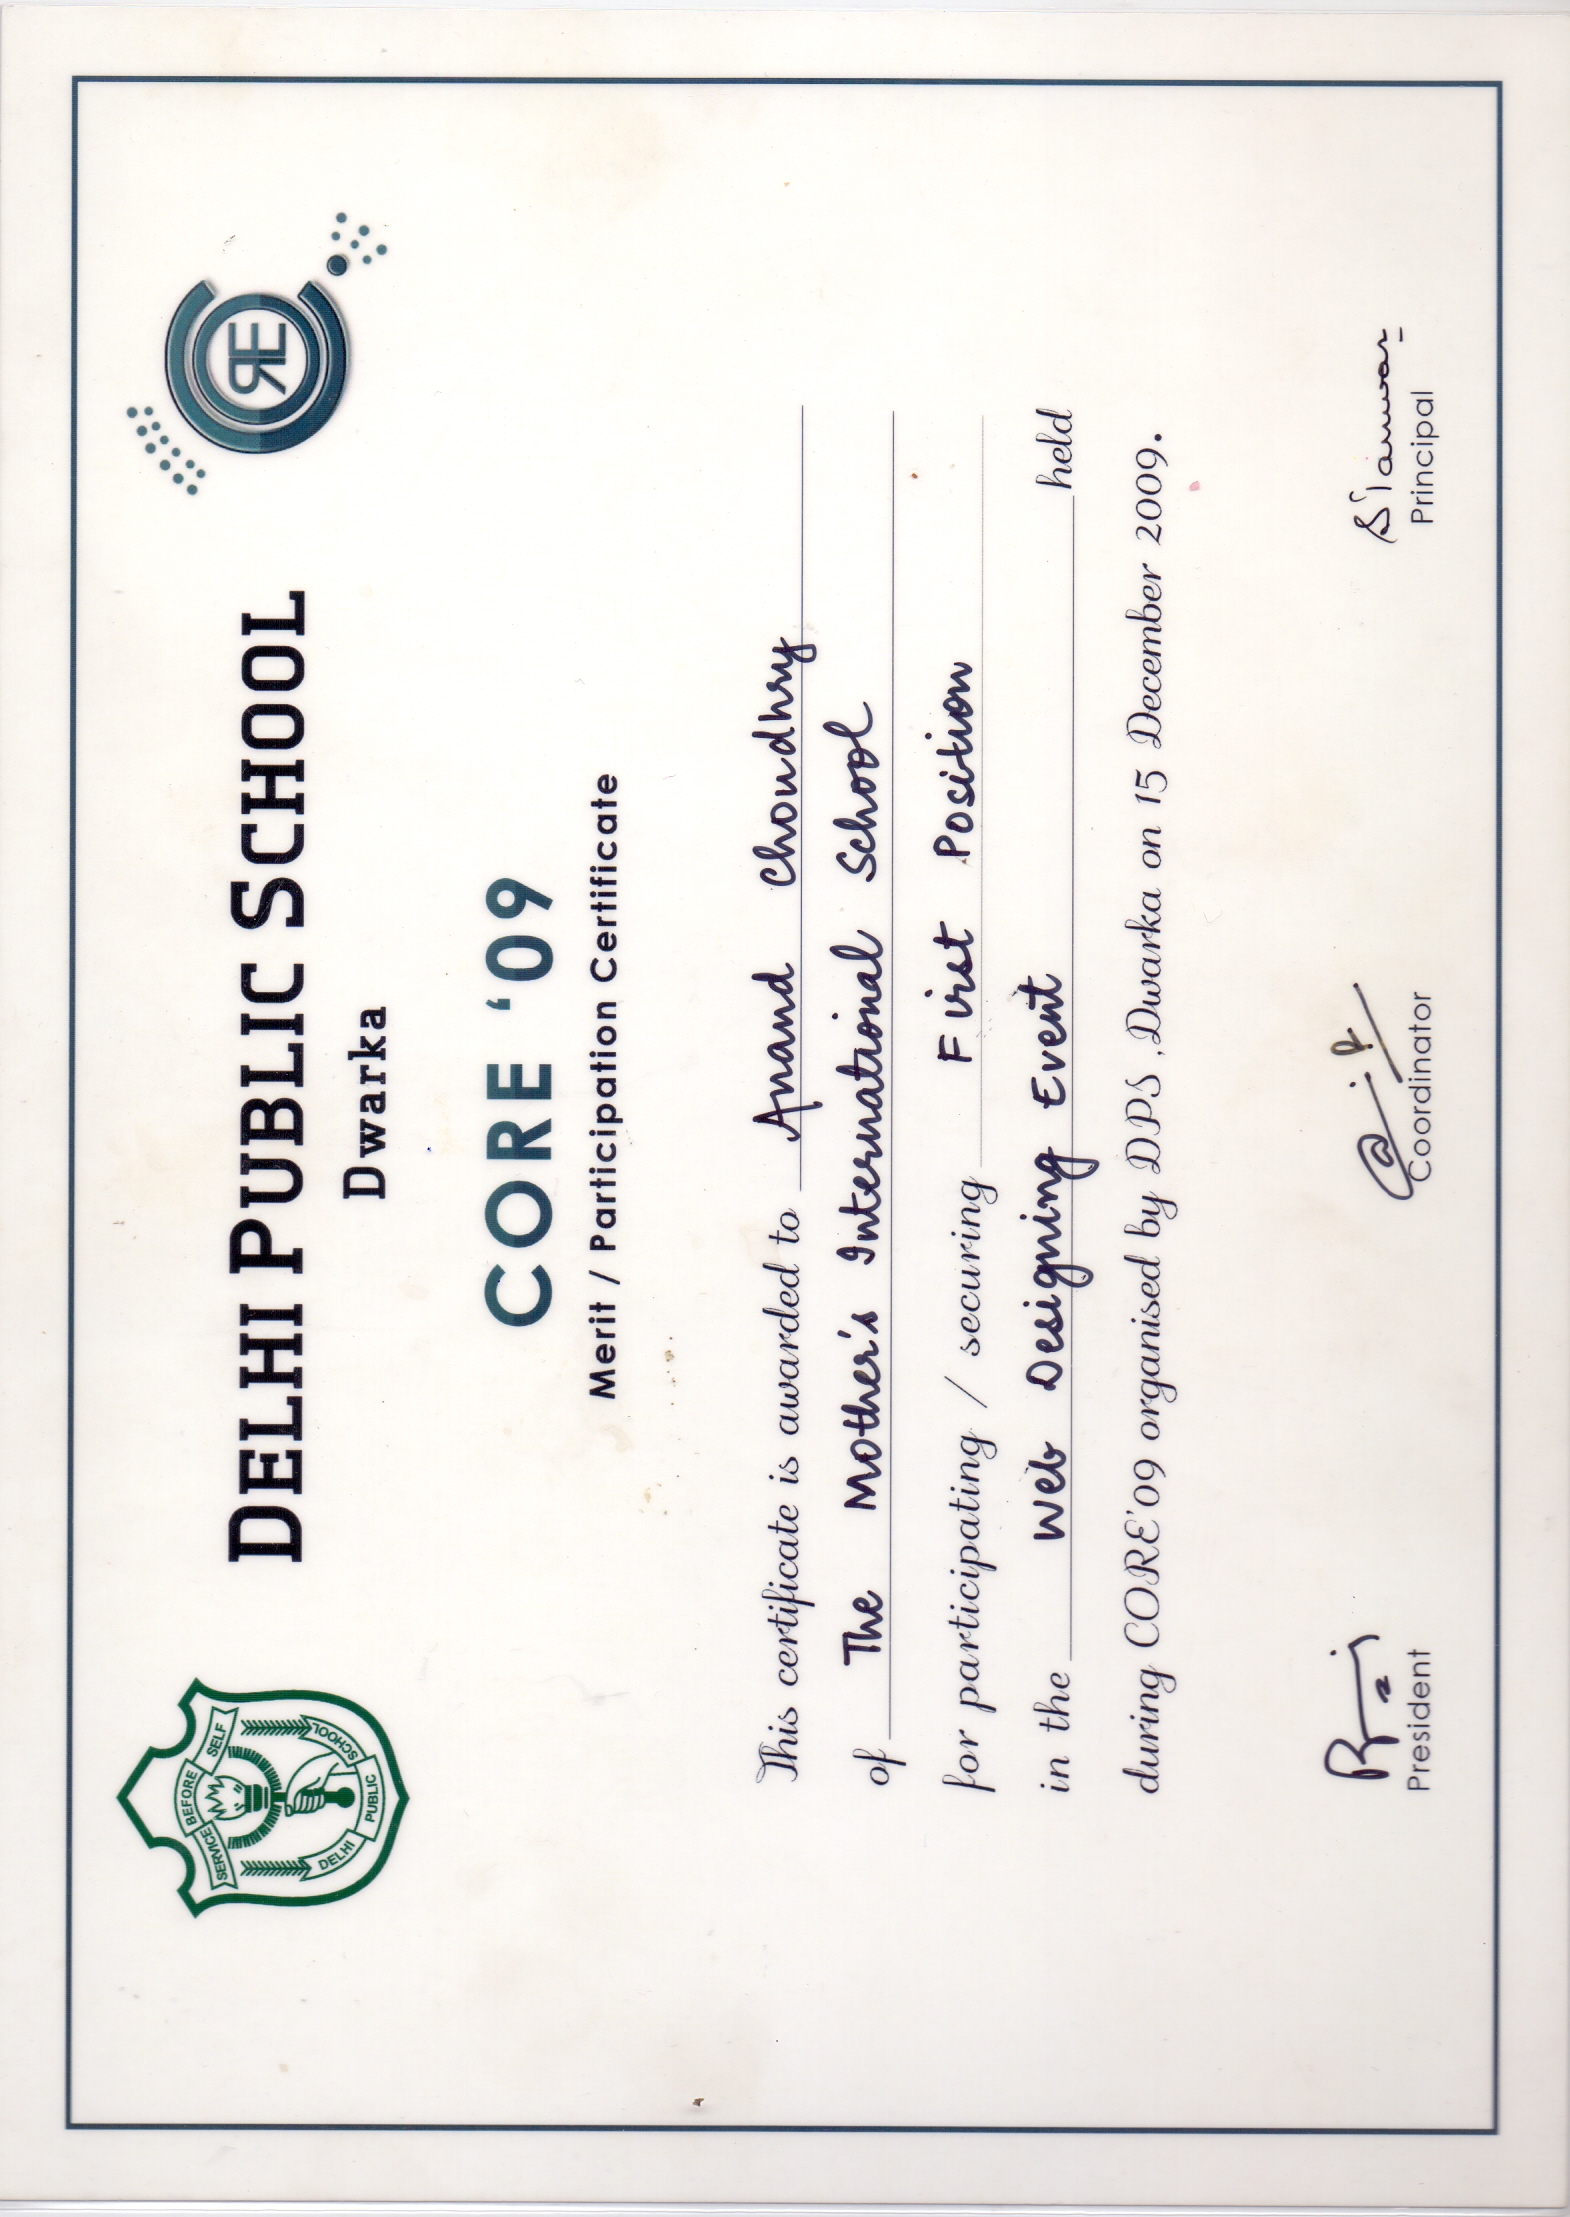 SERVICE BEFORE SELF
DELHI PUBLIC SCHOOL
DELHI PUBLIC SCHOOL
Dwarka
CORE
CORE ‘09
Merit / Participation Certificate
This certificate is awarded to Anand Choudhry
of The Mother's International School
for participating / securing First Position
in the Web Designing Event held
during CORE'09 organised by DPS ,Dwarka on 15 December 2009.
STanwar
President Coordinator Principal